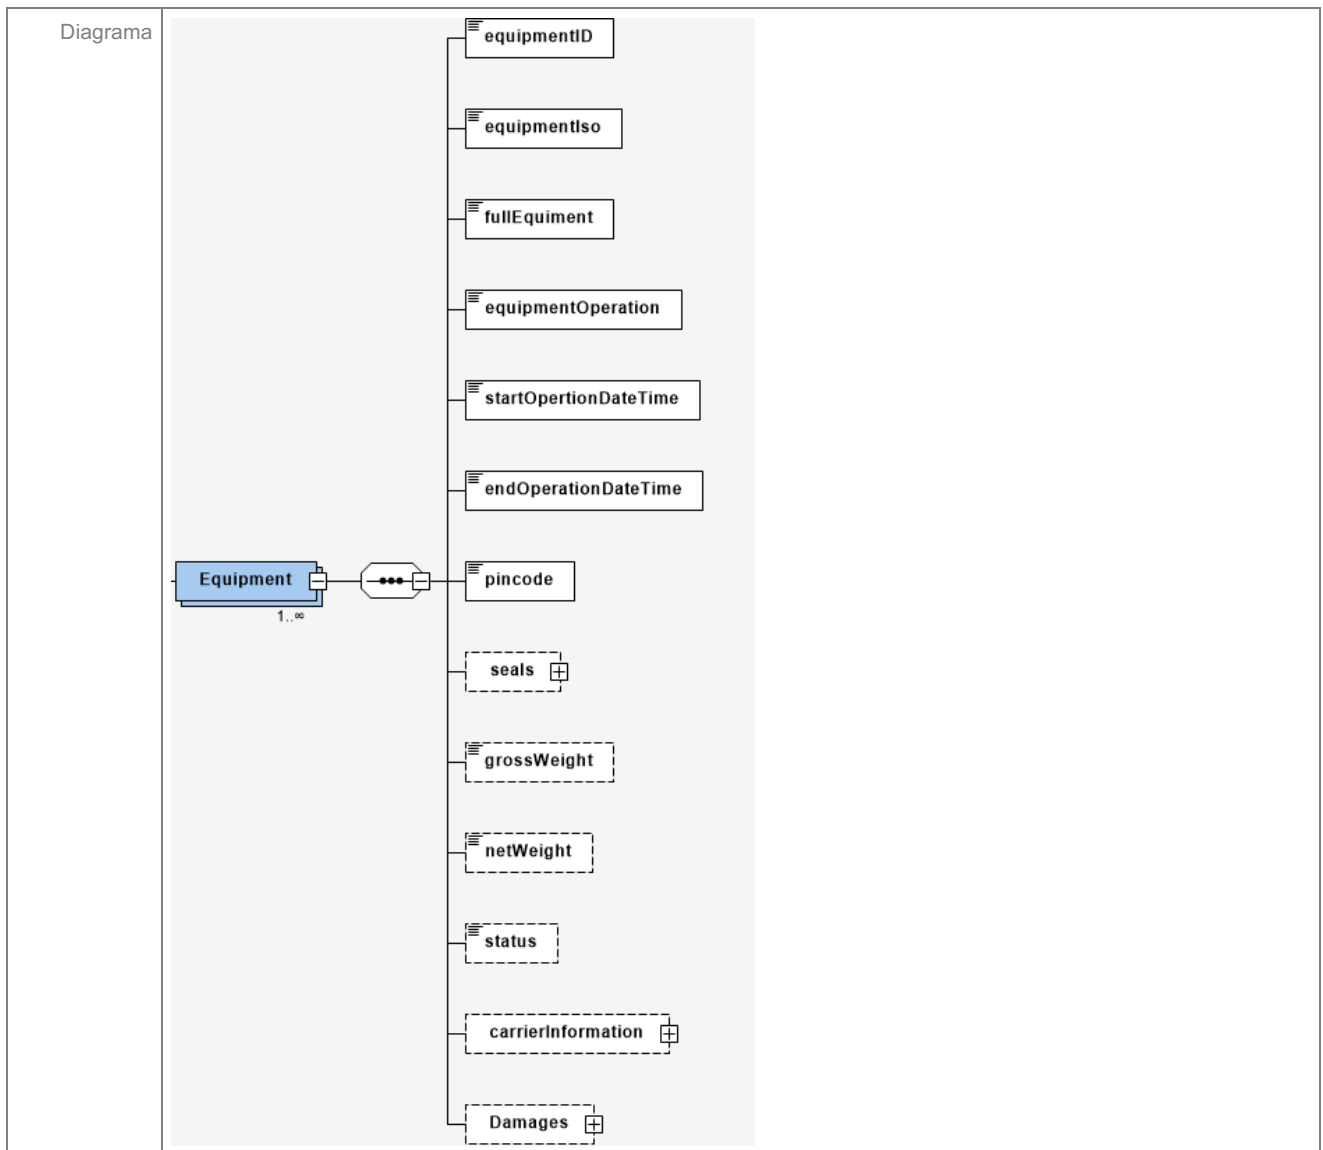 Diagrama
equipmentID
equipmentIso
fullEquiment
equipmentOperation
startOpertionDateTime
endOperationDateTime
Equipment
1..∞
pincode
seals
grossWeight
netWeight
status
carrierInformation
Damages